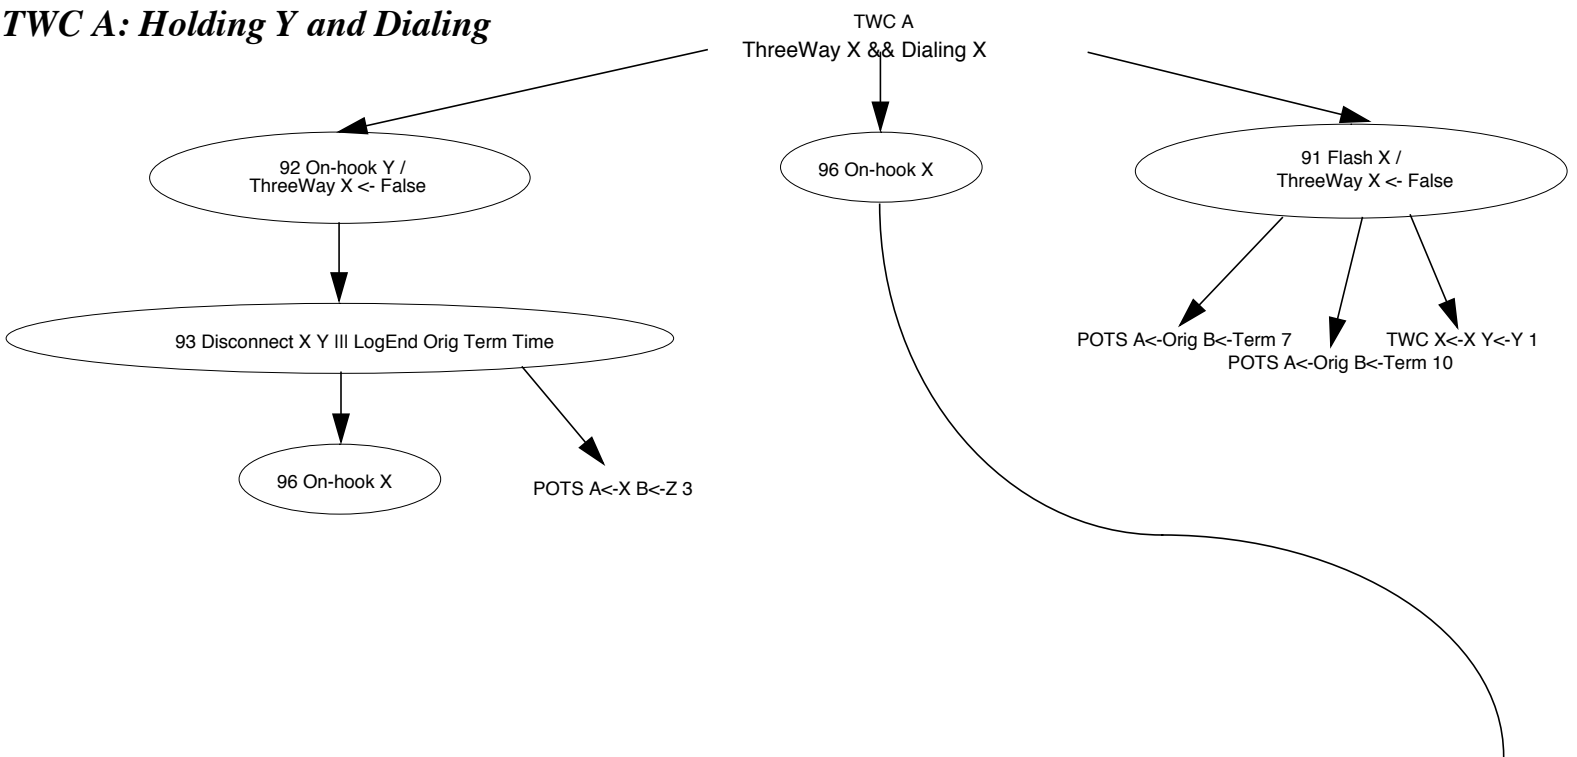 TWC A: Holding Y and Dialing
TWC A
ThreeWay X && Dialing X
92 On-hook Y /
ThreeWay X <- False
96 On-hook X
91 Flash X /
ThreeWay X <- False
93 Disconnect X Y ||| LogEnd Orig Term Time
POTS A<-Orig B<-Term 7
TWC X<-X Y<-Y 1
POTS A<-Orig B<-Term 10
96 On-hook X
POTS A<-X B<-Z 3